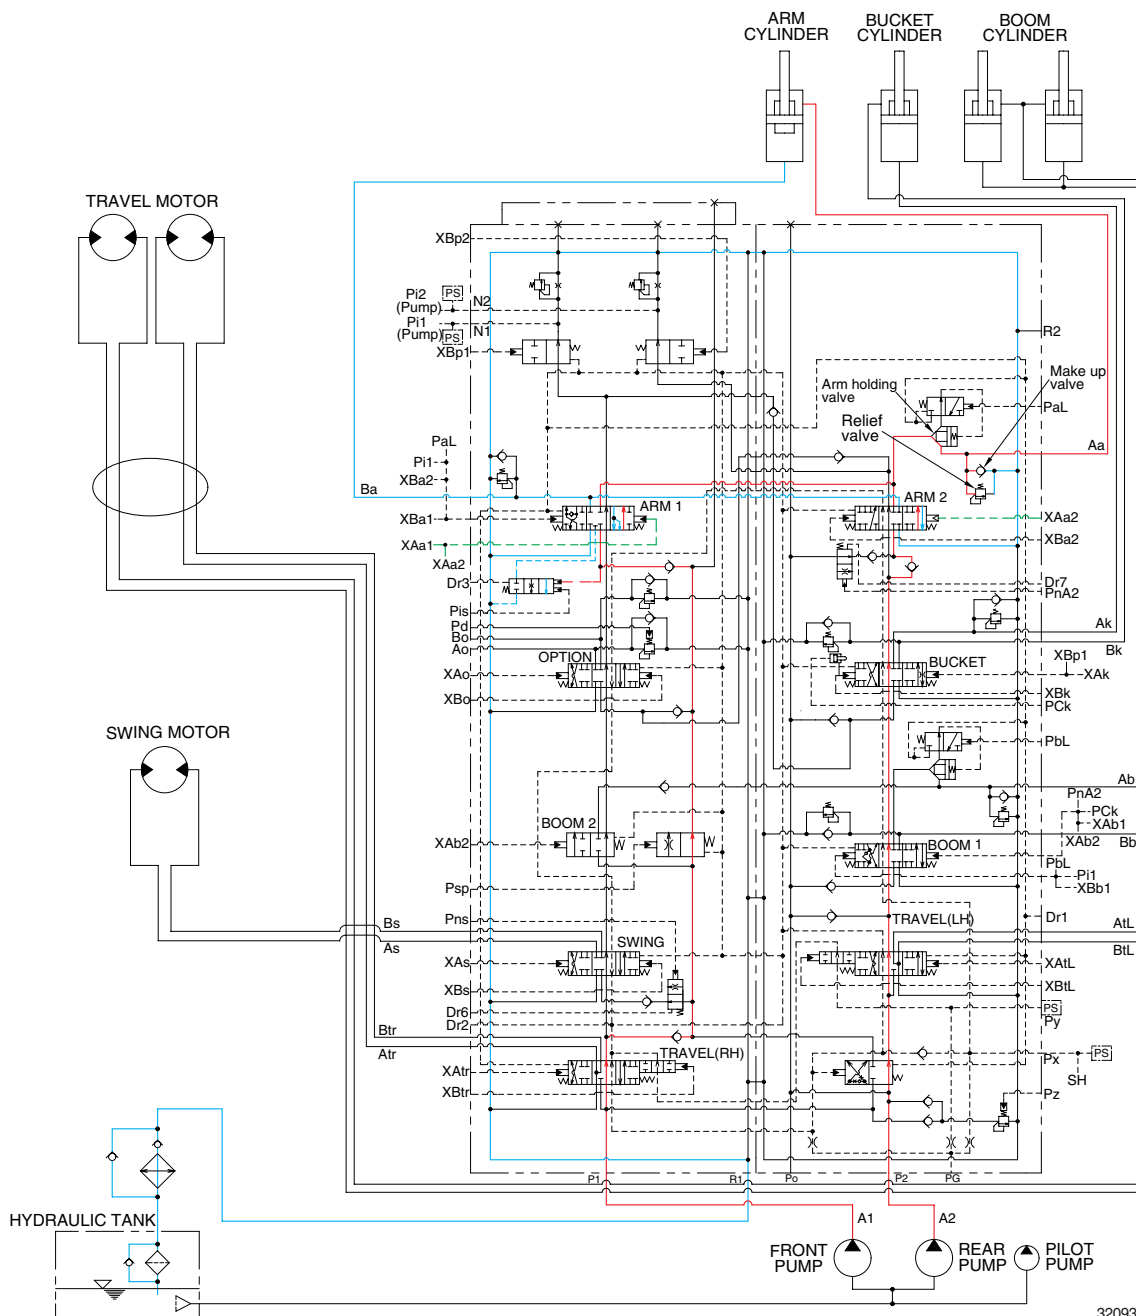 ARM
CYLINDER
BUCKET
CYLINDER
BOOM
CYLINDER
TRAVEL MOTOR
XBp2
Pi2
(Pump)
PS
N2
Pi1
(Pump)
PS
N1
XBp1
R2
Make up
valve
Arm holding
valve
PaL
Relief
valve
Aa
PaL
Pi1
XBa2
Ba
ARM 1
ARM 2
XBa1
XAa2
XAa1
XBa2
XAa2
Dr3
Dr7
PnA2
Pis
Pd
Bo
Ao
Ak
Bk
OPTION
BUCKET
XBp1
XAo
XAk
XBo
XBk
PCk
SWING MOTOR
PbL
Ab
PnA2
PCk
XAb1
BOOM 2
XAb2
XAb2
Bb
BOOM 1
PbL
Psp
Pi1
XBb1
Pns
Bs
As
TRAVEL(LH)
Dr1
AtL
BtL
SWING
XAs
XAtL
XBs
XBtL
Dr6
Dr2
PS
Py
Btr
Atr
TRAVEL(RH)
Px
PS
XAtr
SH
XBtr
Pz
P1
R1
Po
P2
PG
HYDRAULIC TANK
A1
A2
FRONT
PUMP
REAR
PUMP
PILOT
PUMP
32093